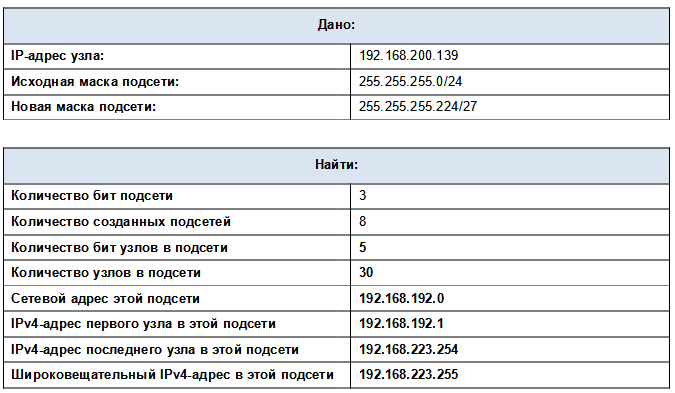 Дано:
IP-адрес узла: 192.168.200.139
Исходная маска подсети: 255.255.255.0/24
Новая маска подсети: 255.255.255.224/27
Найти:
Количество бит подсети 3
Количество созданных подсетей 8
Количество бит узлов в подсети 5
Количество узлов в подсети 30
Сетевой адрес этой подсети 192.168.192.0
IPv4-адрес первого узла в этой подсети 192.168.192.1
IPv4-адрес последнего узла в этой подсети 192.168.223.254
Широковещательный IPv4-адрес в этой подсети 192.168.223.255